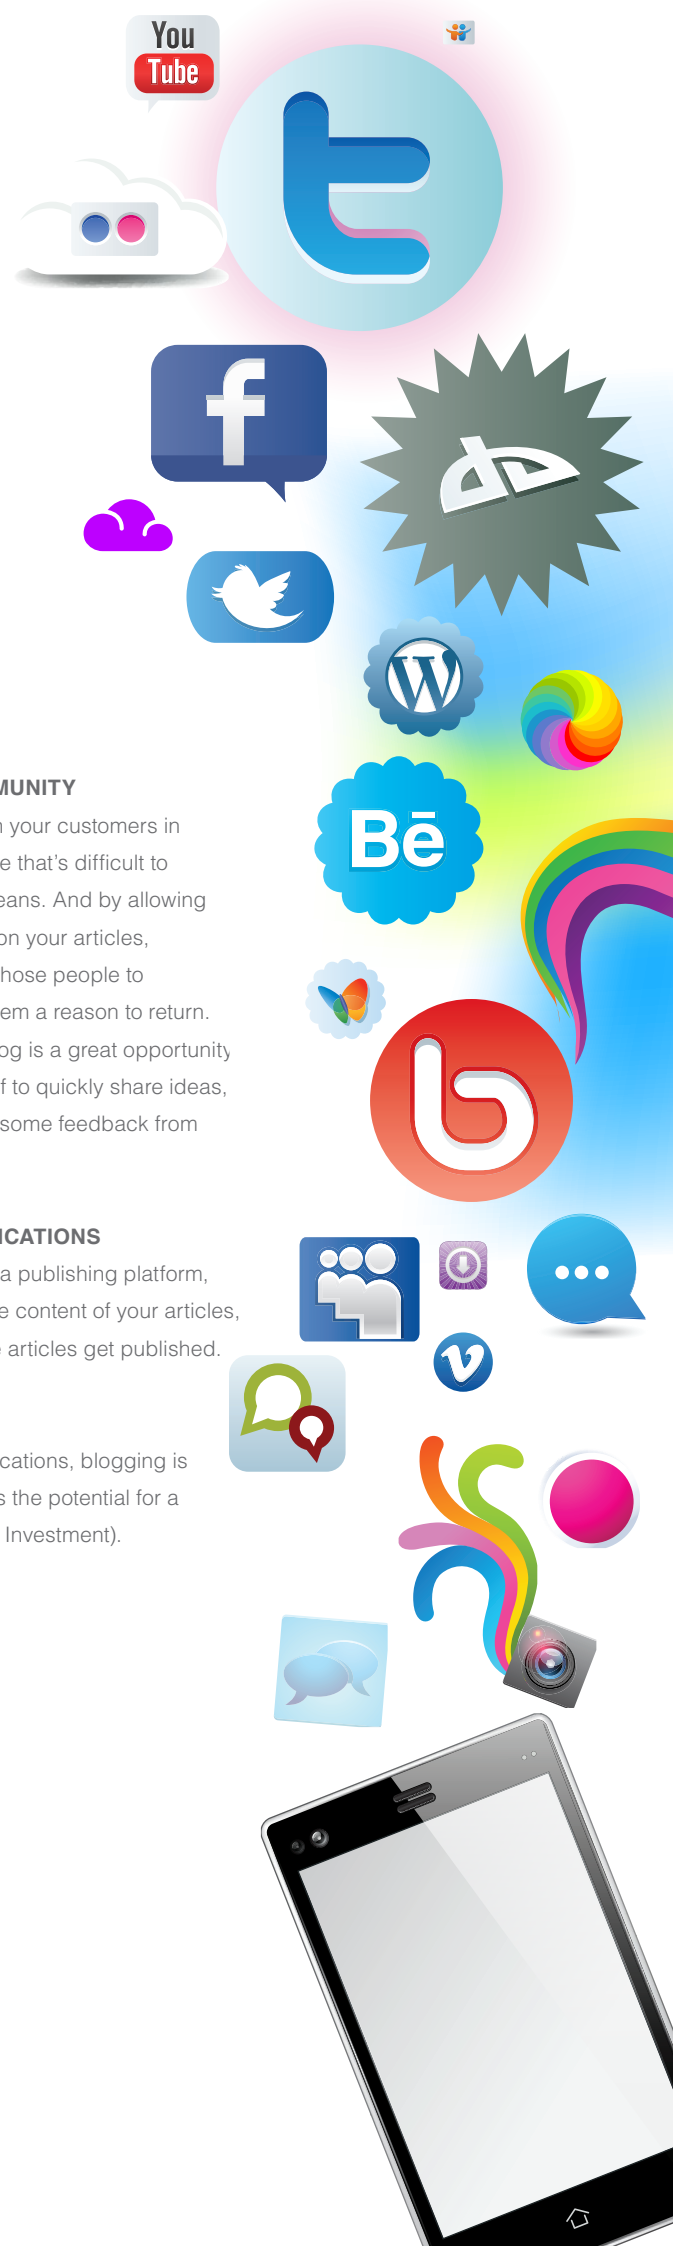 You
Tube
MUNITY
your customers in
e that's difficult to
eans. And by allowing
on your articles,
hose people to
em a reason to return.
og is a great opportunity
f to quickly share ideas,
some feedback from
Bē
ICATIONS
a publishing platform,
e content of your articles,
articles get published.
cations, blogging is
s the potential for a
Investment).